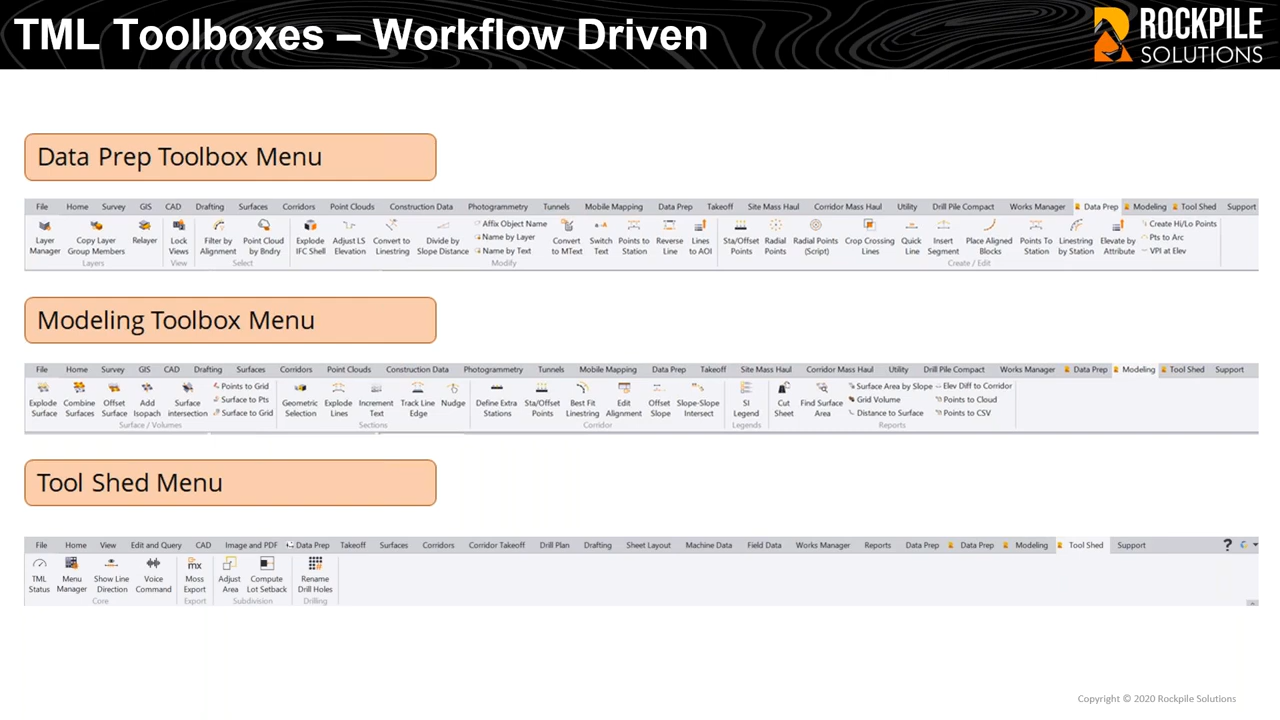 TML Toolboxes – Workflow Driven
ROCKPILE
SOLUTIONS
Data Prep Toolbox Menu
File Home Survey GIS CAD Drafting Surfaces Corridors Point Clouds Construction Data Photogrammetry Tunnels Mobile Mapping Data Prep Takeoff Site Mass Haul Corridor Mass Haul Utility Drill Pile Compact Works Manager Data Prep Modeling Tool Shed Support
Affix Object Name Create Hi/Lo Points
Name by Layer Pts to Arc
Layer Copy Layer Relayer Lock Filter by Point Cloud Explode Adjust LS Convert to Divide by Convert Switch Points to Reverse Lines Sta/Offset Radial Radial Points Crop Crossing Quick Insert Place Aligned Points To Linestring Elevate by
Manager Group Members Views Alignment by Bndry IFC Shell Elevation Linestring Slope Distance Name by Text to MText Text Station Line to AOI Points Points (Script) Lines Line Segment Blocks Station by Station Attribute VPI at Elev
Layers View Select Modify Create / Edit
Modeling Toolbox Menu
File Home Survey GIS CAD Drafting Surfaces Corridors Point Clouds Construction Data Photogrammetry Tunnels Mobile Mapping Data Prep Takeoff Site Mass Haul Corridor Mass Haul Utility Drill Pile Compact Works Manager Data Prep Modeling Tool Shed Support
Points to Grid Surface Area by Slope Elev Diff to Corridor
Surface to Pts Grid Volume Points to Cloud
Explode Combine Offset Add Surface Geometric Explode Increment Track Line Nudge Define Extra Sta/Offset Best Fit Edit Offset Slope-Slope SI Cut Find Surface
Surface Surfaces Surface Isopach intersection Surface to Grid Selection Lines Text Edge Stations Points Linestring Alignment Slope Intersect Legend Sheet Area Distance to Surface Points to CSV
Surface / Volumes Sections Corridor Legends Reports
Tool Shed Menu
File Home View Edit and Query CAD Image and PDF Data Prep Takeoff Surfaces Corridors Corridor Takeoff Drill Plan Drafting Sheet Layout Machine Data Field Data Works Manager Reports Data Prep Data Prep Modeling Tool Shed Support ?
mx
TML Menu Show Line Voice Moss Adjust Compute Rename
Status Manager Direction Command Export Area Lot Setback Drill Holes
Core Export Subdivision Drilling
Copyright © 2020 Rockpile Solutions